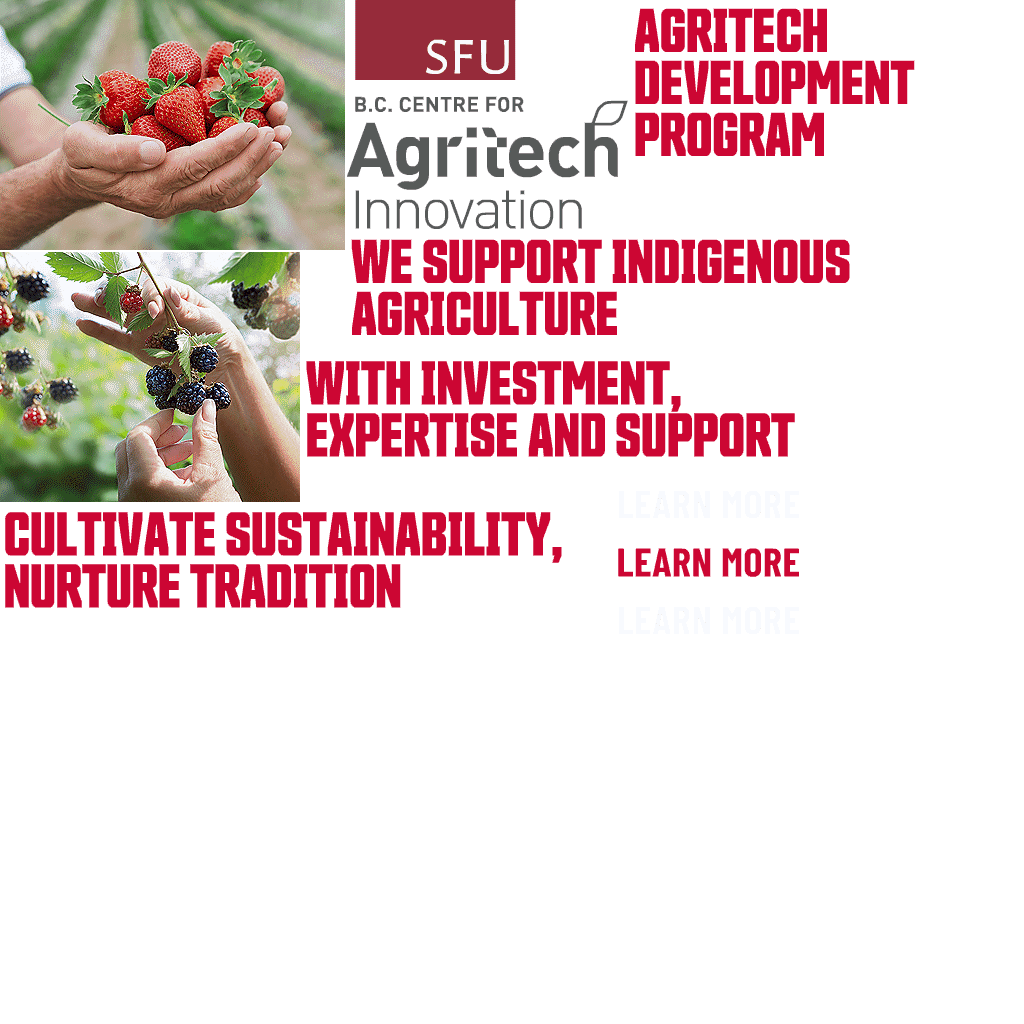 SFU
B.C. CENTRE FOR
Agritech
Innovation
AGRITECH
DEVELOPMENT
PROGRAM
WE SUPPORT INDIGENOUS
AGRICULTURE
WITH INVESTMENT,
EXPERTISE AND SUPPORT
LEARN MORE
CULTIVATE SUSTAINABILITY,
NURTURE TRADITION
LEARN MORE
LEARN MORE